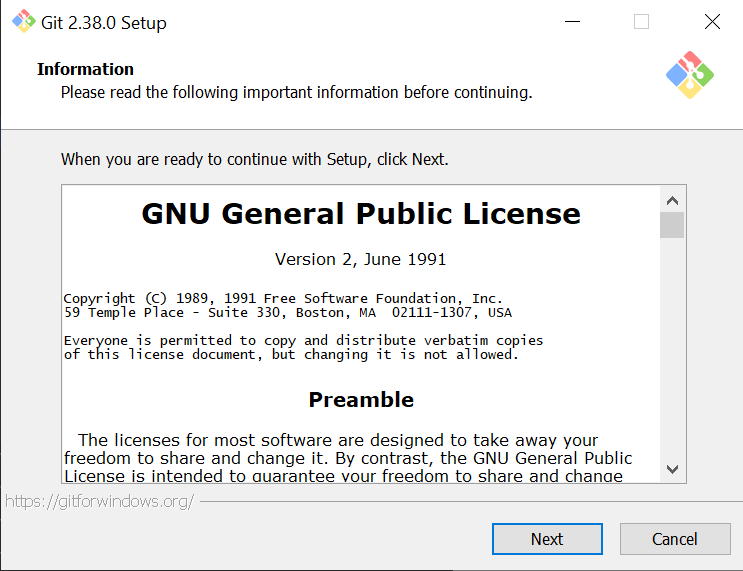 Git 2.38.0 Setup
Information
Please read the following important information before continuing.
When you are ready to continue with Setup, click Next.
GNU General Public License
Version 2, June 1991
Copyright (C) 1989, 1991 Free Software Foundation, Inc.
59 Temple Place - Suite 330, Boston, MA  02111-1307, USA
Everyone is permitted to copy and distribute verbatim copies
of this license document, but changing it is not allowed.
Preamble
The licenses for most software are designed to take away your
freedom to share and change it. By contrast, the GNU General Public
License is intended to guarantee your freedom to share and change
https://gitforwindows.org/
Next
Cancel